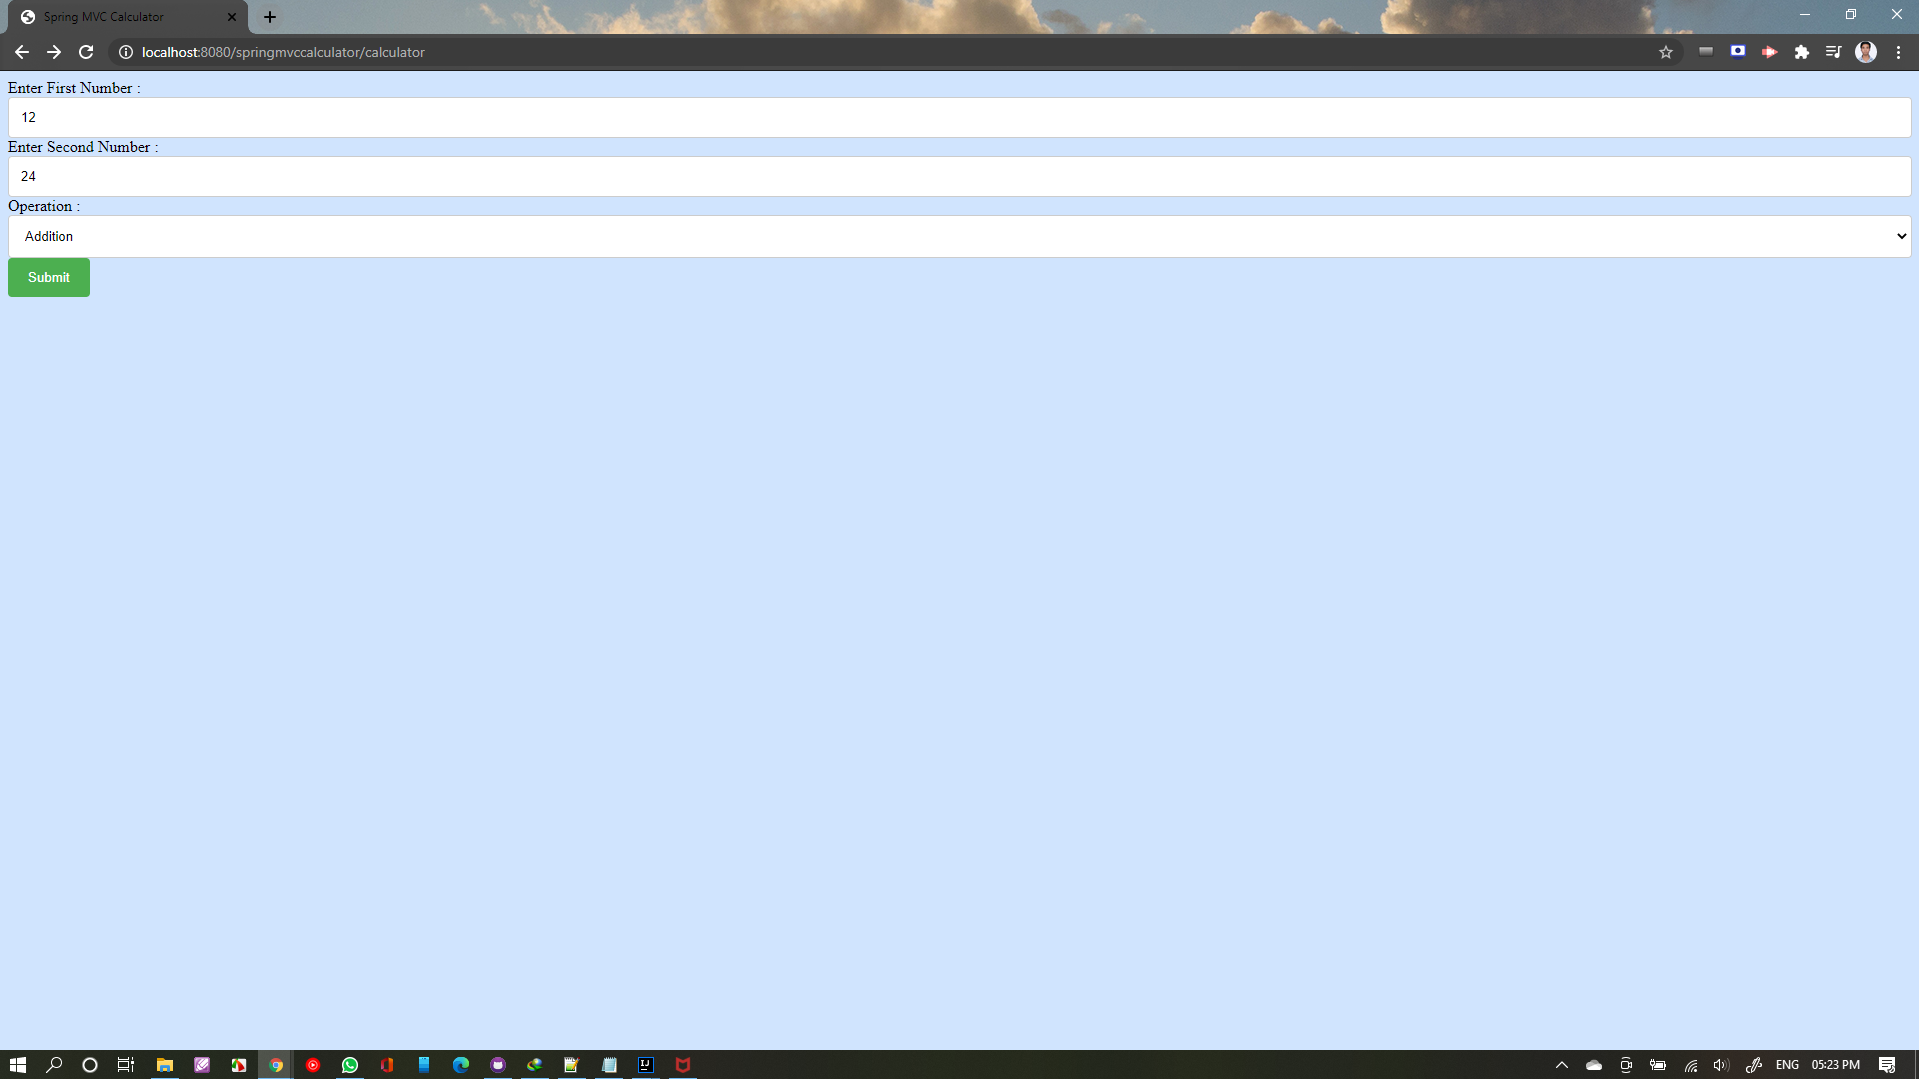 Spring MVC Calculator
localhost:8080/springmvccalculator/calculator
Enter First Number :
12
Enter Second Number :
24
Operation :
Addition
Submit
ENG 05:23 PM